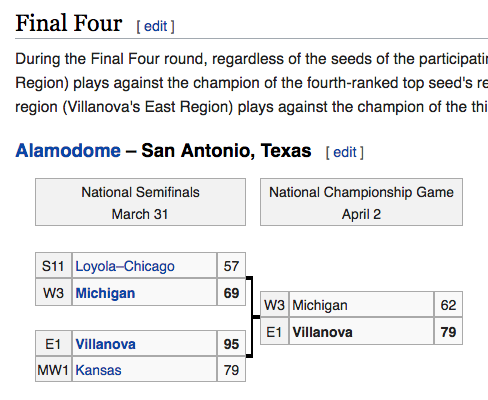 Final Four [ edit ]
During the Final Four round, regardless of the seeds of the
Region) plays against the champion of the fourth-ranked top seed's
region (Villanova's East Region) plays against the champion of the
Alamodome – San Antonio, Texas [ edit ]
National Semifinals
March 31
National Championship Game
April 2
S11 Loyola–Chicago 57
W3 Michigan 69
W3 Michigan 62
E1 Villanova 79
E1 Villanova 95
MW1 Kansas 79